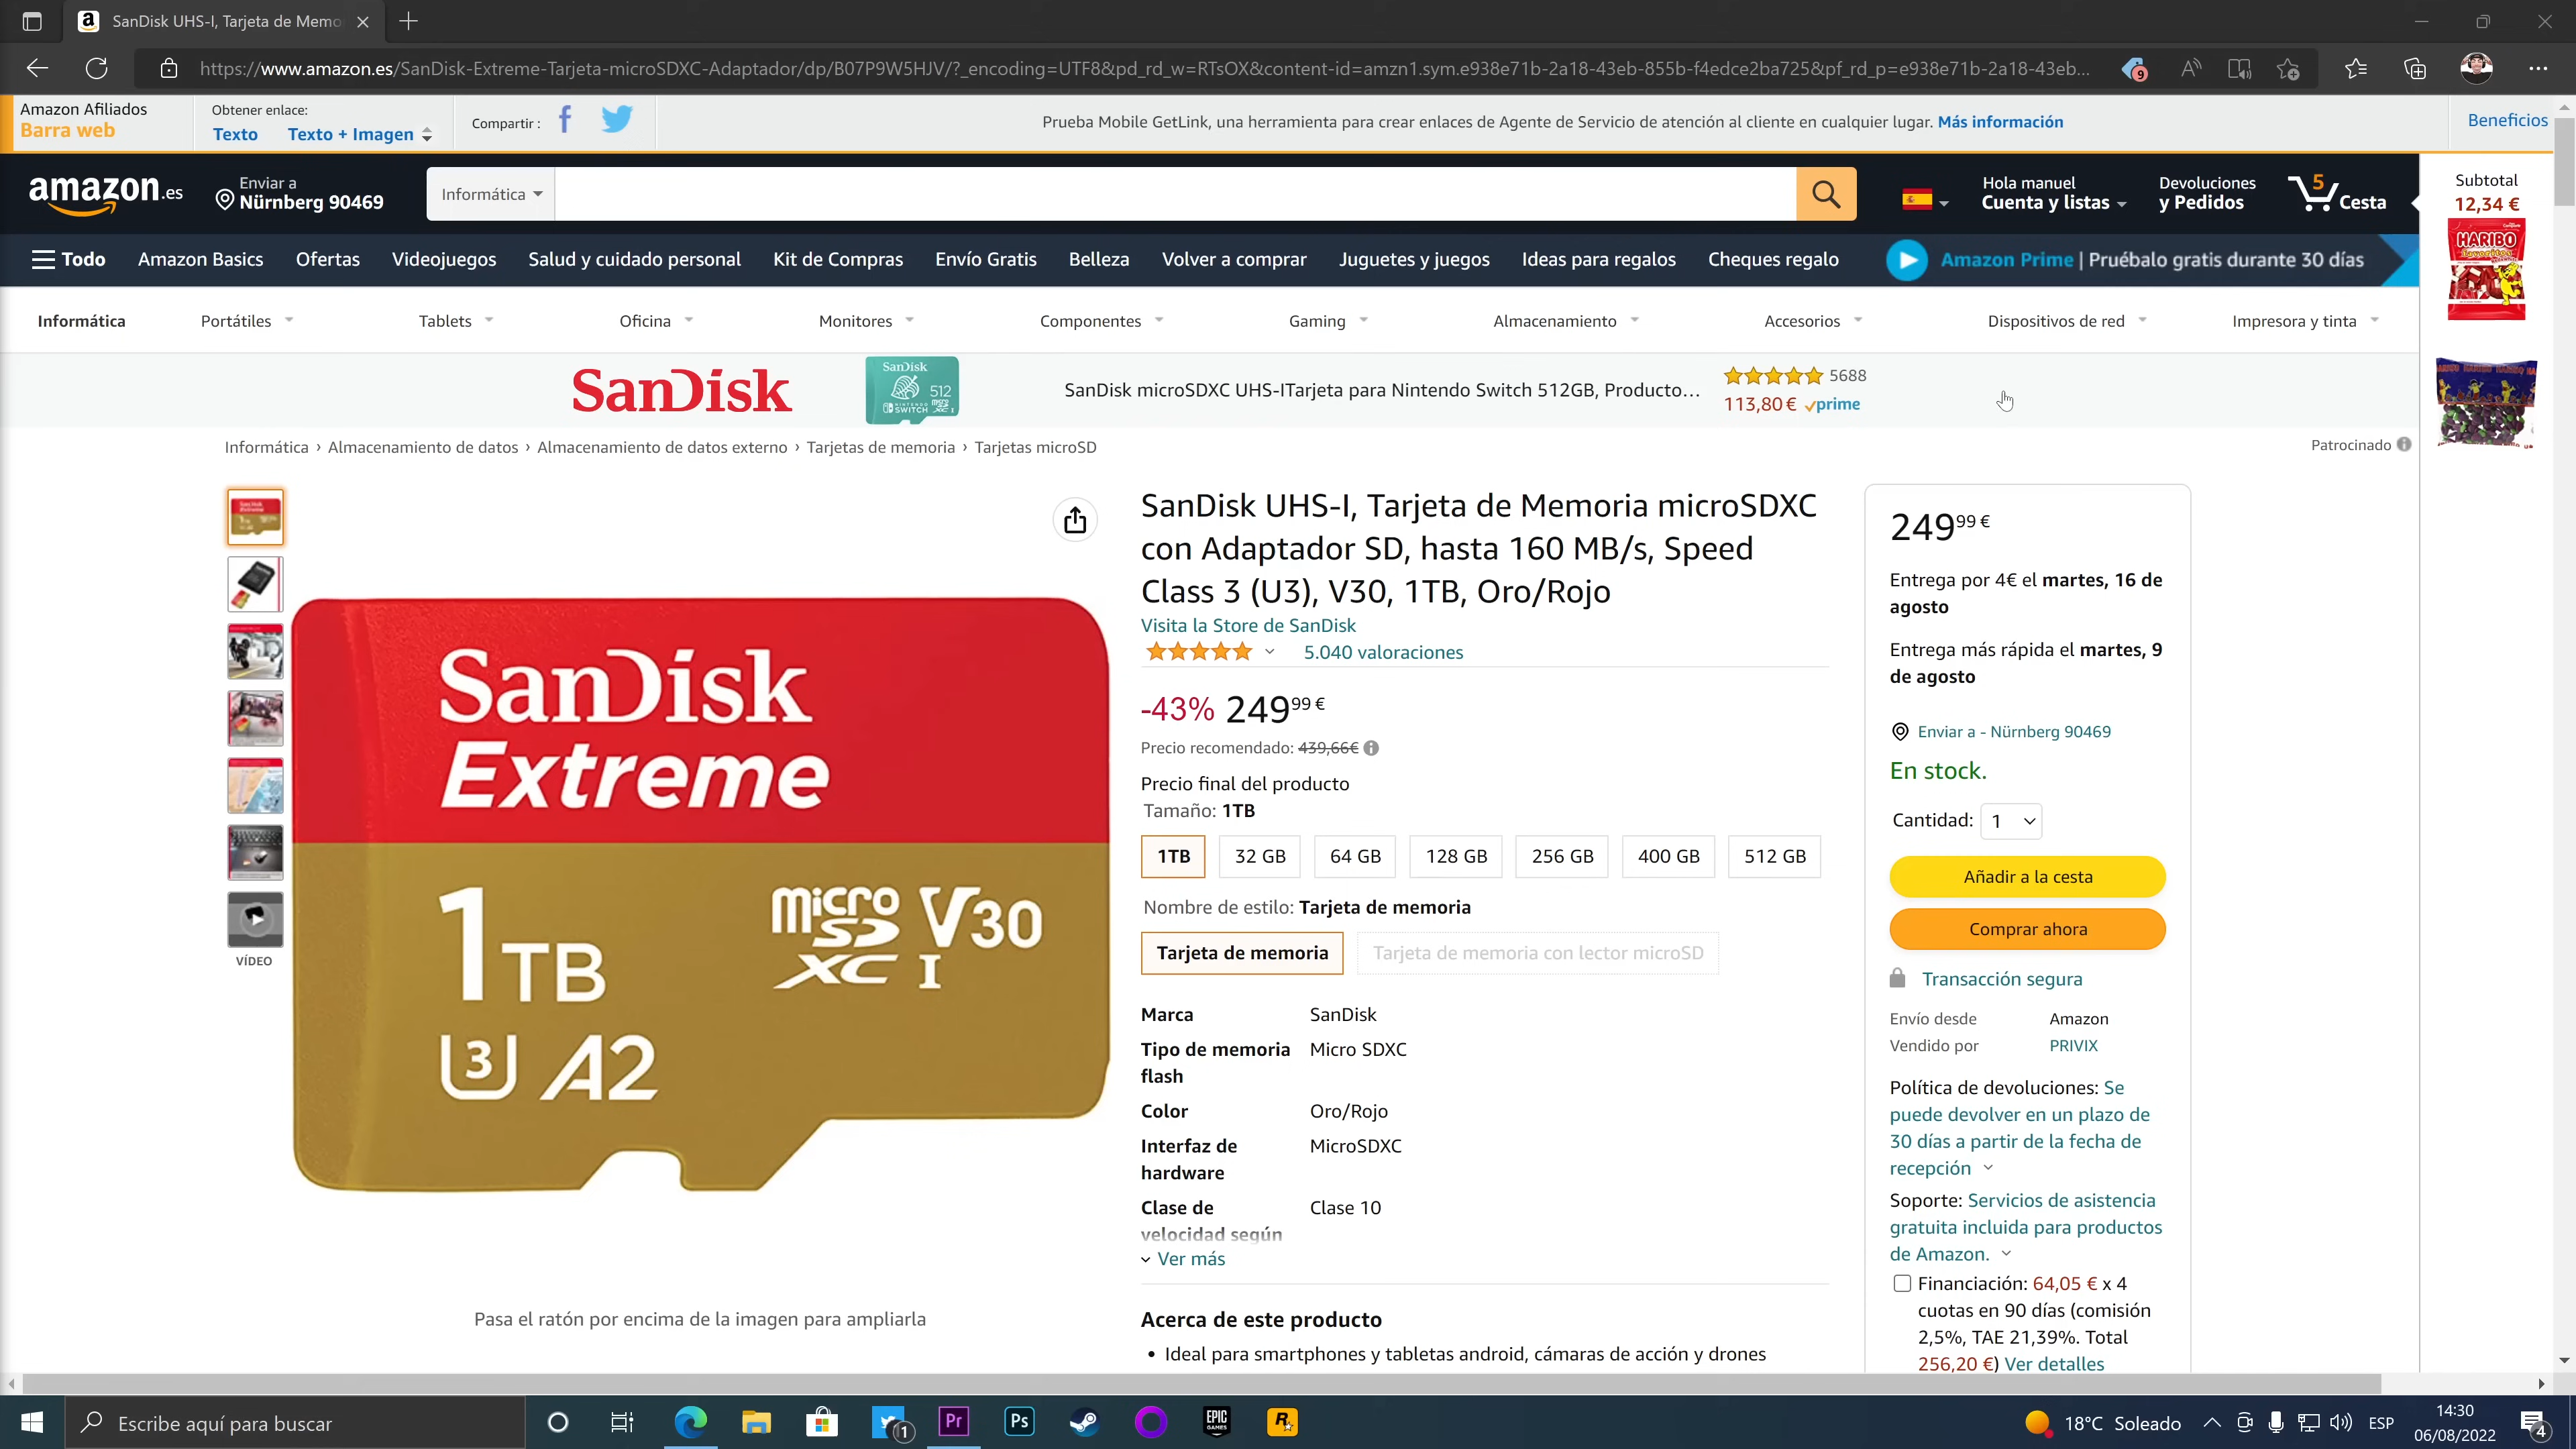 SanDisk UHS-I, Tarjeta de Memo
https://www.amazon.es/SanDisk-Extreme-Tarjeta-microSDXC-Adaptador/dp/B07P9W5HJV/?_encoding=UTF8&pd_rd_w=RTsOX&content-id=amzn1.sym.e938e71b-2a18-43eb-855b-f4edce2ba725&pf_rd_p=e938e71b-2a18-43eb...
9
Amazon Afiliados
Barra web
Obtener enlace:
Texto Texto + Imagen
Compartir :
Prueba Mobile GetLink, una herramienta para crear enlaces de Agente de Servicio de atención al cliente en cualquier lugar. Más información
Beneficios
amazon.es
Enviar a
Nürnberg 90469
Informática
Hola manuel
Cuenta y listas
Devoluciones
y Pedidos
5
Cesta
Subtotal
12,34 €
HARIBO
Todo Amazon Basics Ofertas Videojuegos Salud y cuidado personal Kit de Compras Envío Gratis Belleza Volver a comprar Juguetes y juegos Ideas para regalos Cheques regalo
Amazon Prime | Pruébalo gratis durante 30 días
Informática Portátiles Tablets Oficina Monitores Componentes Gaming Almacenamiento Accesorios Dispositivos de red Impresora y tinta
SanDisk
SanDisk
512
NINTENDO
SWITCH
SanDisk microSDXC UHS-ITarjeta para Nintendo Switch 512GB, Producto...
5688
113,80 € prime
Informática › Almacenamiento de datos › Almacenamiento de datos externo › Tarjetas de memoria › Tarjetas microSD
Patrocinado
SanDisk
Extreme
1TB
micro SD XC I V30
U3 A2
VÍDEO
Pasa el ratón por encima de la imagen para ampliarla
SanDisk UHS-I, Tarjeta de Memoria microSDXC
con Adaptador SD, hasta 160 MB/s, Speed
Class 3 (U3), V30, 1TB, Oro/Rojo
Visita la Store de SanDisk
5.040 valoraciones
-43% 249,99 €
Precio recomendado: 439,66€
Precio final del producto
Tamaño: 1TB
1TB 32 GB 64 GB 128 GB 256 GB 400 GB 512 GB
Nombre de estilo: Tarjeta de memoria
Tarjeta de memoria Tarjeta de memoria con lector microSD
Marca SanDisk
Tipo de memoria Micro SDXC
flash
Color Oro/Rojo
Interfaz de MicroSDXC
hardware
Clase de Clase 10
velocidad según
Ver más
Acerca de este producto
• Ideal para smartphones y tabletas android, cámaras de acción y drones
249 99 €
Entrega por 4€ el martes, 16 de
agosto
Entrega más rápida el martes, 9
de agosto
Enviar a - Nürnberg 90469
En stock.
Cantidad: 1
Añadir a la cesta
Comprar ahora
Transacción segura
Envío desde Amazon
Vendido por PRIVIX
Política de devoluciones: Se
puede devolver en un plazo de
30 días a partir de la fecha de
recepción
Soporte: Servicios de asistencia
gratuita incluida para productos
de Amazon.
Financiación: 64,05 € x 4
cuotas en 90 días (comisión
2,5%, TAE 21,39%. Total
256,20 €) Ver detalles
Escribe aquí para buscar
1
Pr
Ps
EPIC
GAMES
R
18°C Soleado
ESP
14:30
06/08/2022
4